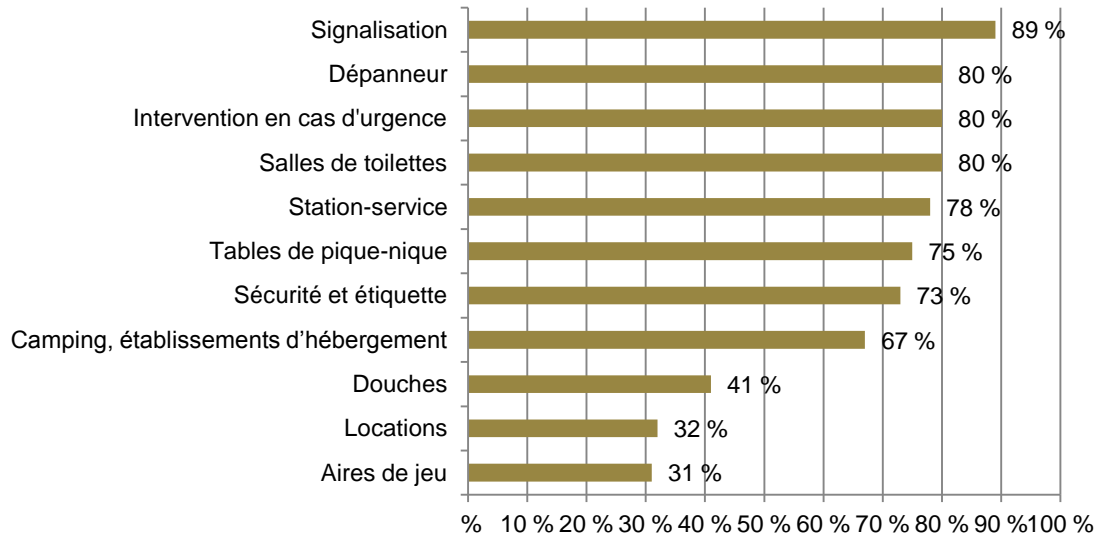 Signalisation 89 %
Dépanneur 80 %
Intervention en cas d'urgence 80 %
Salles de toilettes 80 %
Station-service 78 %
Tables de pique-nique 75 %
Sécurité et étiquette 73 %
Camping, établissements d’hébergement 67 %
Douches 41 %
Locations 32 %
Aires de jeu 31 %
% 10 % 20 % 30 % 40 % 50 % 60 % 70 % 80 % 90 %100 %